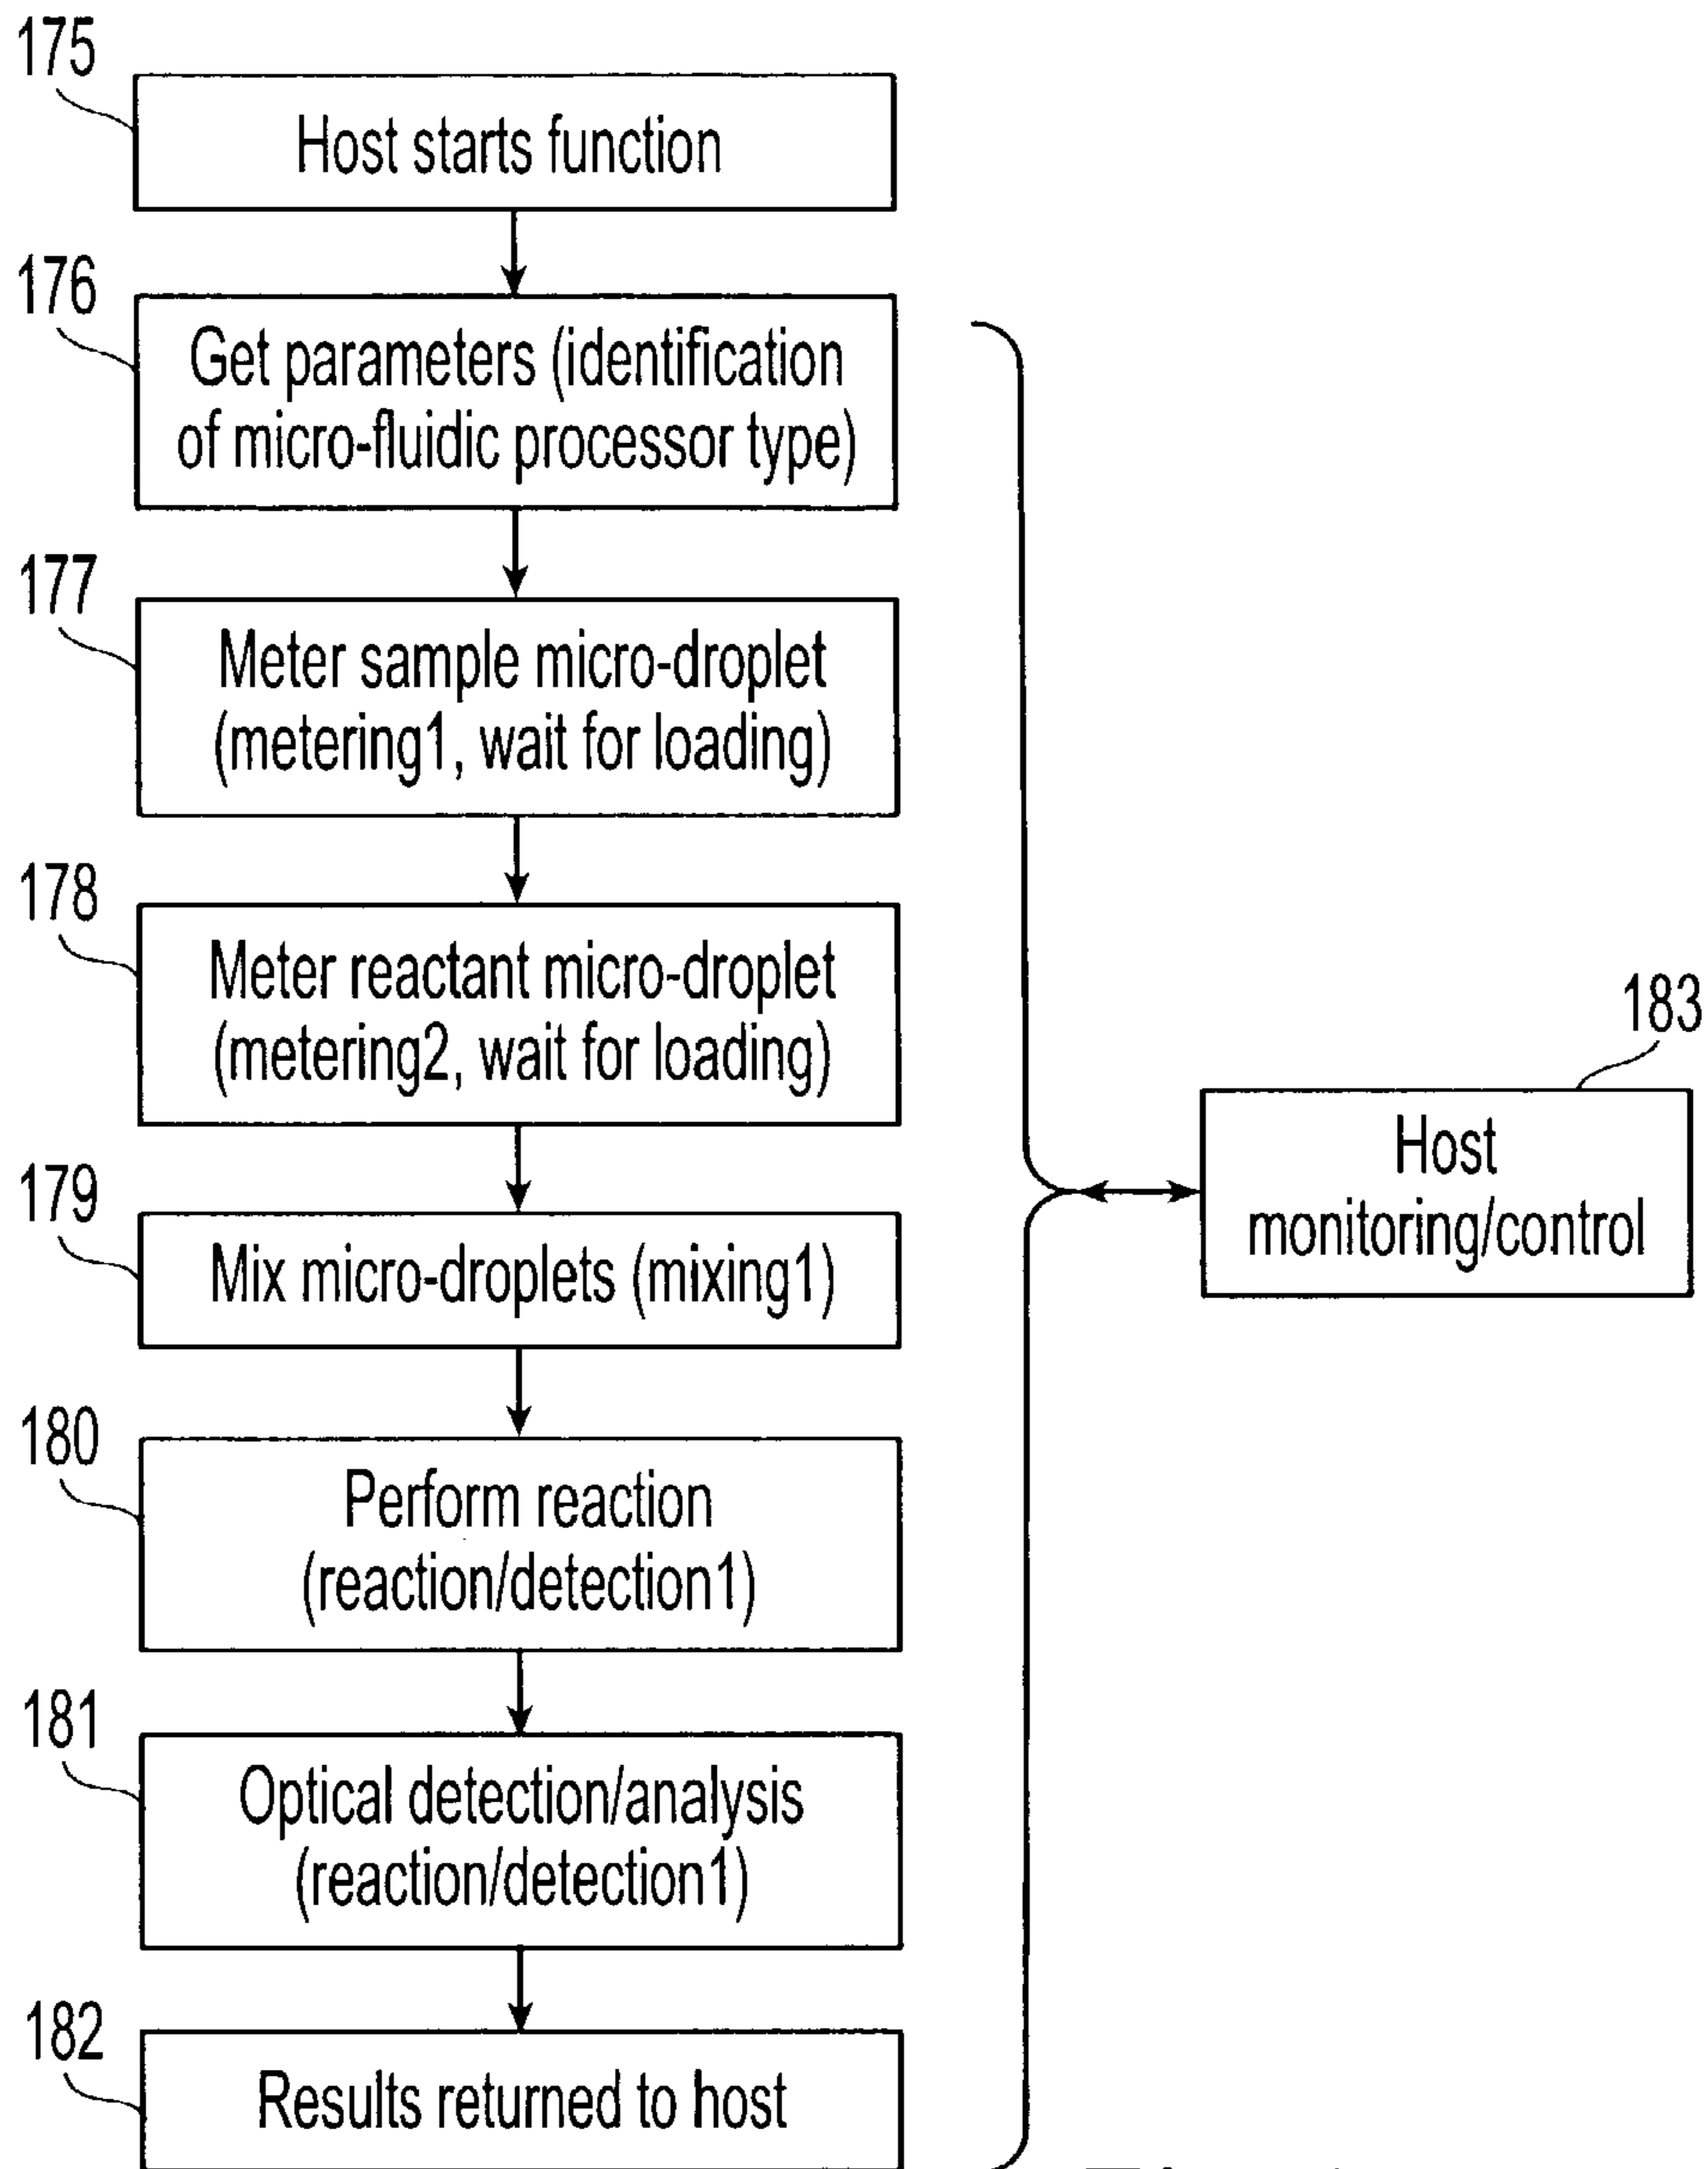 175
Host starts function
176
Get parameters (identification
of micro-fluidic processor type)
177
Meter sample micro-droplet
(metering1, wait for loading)
178
Meter reactant micro-droplet
(metering2, wait for loading)
179
Mix micro-droplets (mixing1)
180
Perform reaction
(reaction/detection1)
181
Optical detection/analysis
(reaction/detection1)
182
Results returned to host
183
Host
monitoring/control